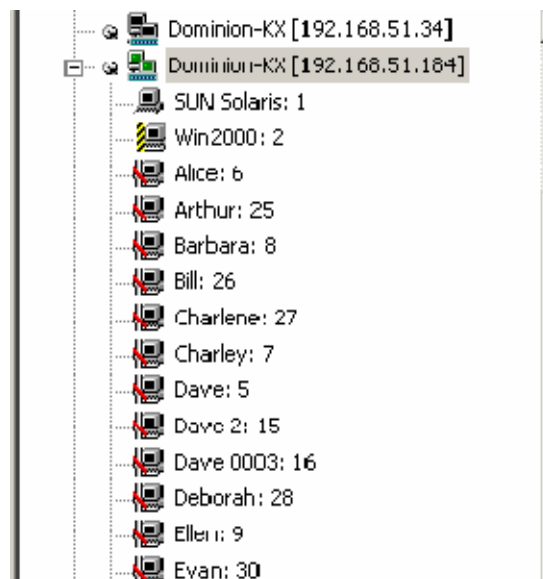 Dominion-KX [192.168.51.34]
Dominion-KX [192.168.51.184]
SUN Solaris: 1
Win2000: 2
Alice: 6
Arthur: 25
Barbara: 8
Bill: 26
Charlene: 27
Charley: 7
Dave: 5
Dave 2: 15
Dave 0003: 16
Deborah: 28
Ellen: 9
Evan: 30